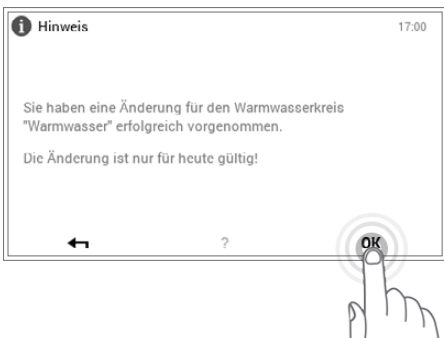 Hinweis 17:00
Sie haben eine Änderung für den Warmwasserkreis
"Warmwasser" erfolgreich vorgenommen.
Die Änderung ist nur für heute gültig!
? OK